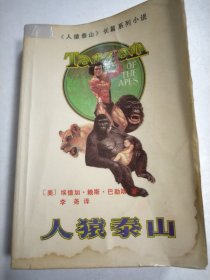 《人猿泰山》长篇系列小说
Tarzan
OF THE APES
〔美〕埃德加·赖斯·巴勒斯 著
李尧 译
人猿泰山